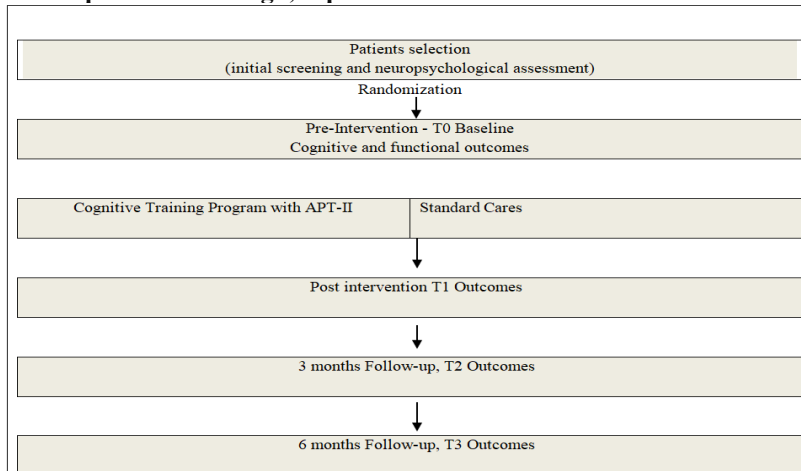 Patients selection
(initial screening and neuropsychological assessment)
Randomization
Pre-Intervention - T0 Baseline
Cognitive and functional outcomes
Cognitive Training Program with APT-II
Standard Cares
Post intervention T1 Outcomes
3 months Follow-up, T2 Outcomes
6 months Follow-up, T3 Outcomes